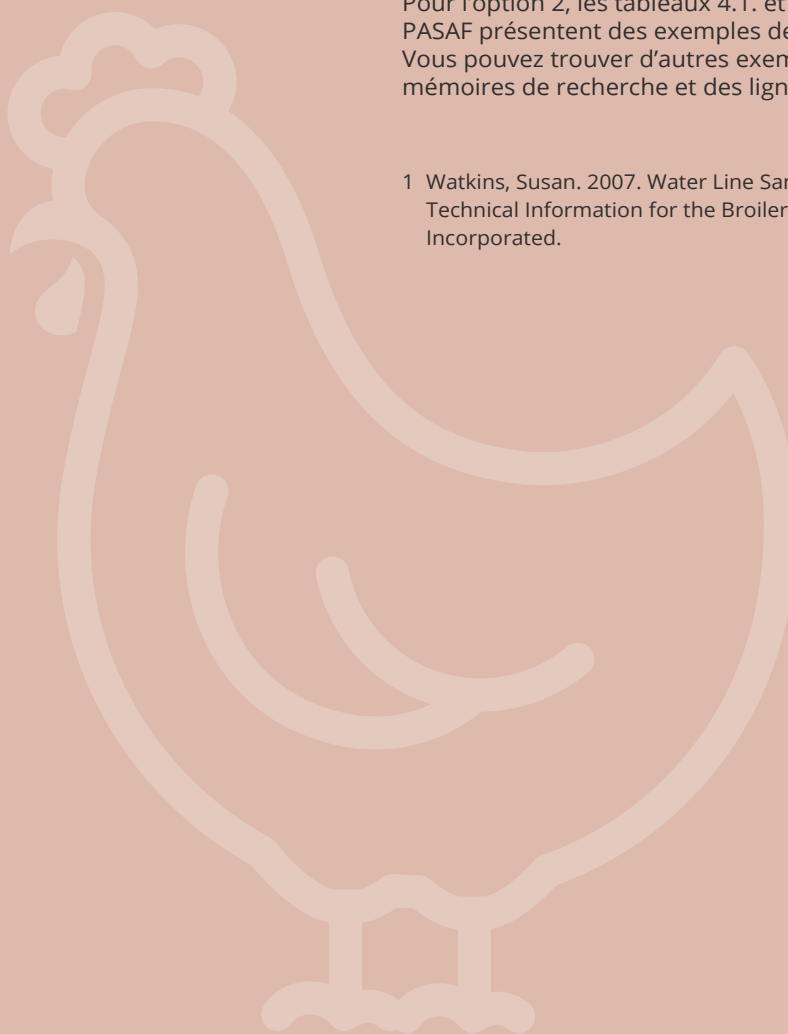 Pour l'option 2, les tableaux 4.1. et
PASAF présentent des exemples de
Vous pouvez trouver d'autres exem
mémoires de recherche et des lign
1 Watkins, Susan. 2007. Water Line San
Technical Information for the Broiler
Incorporated.